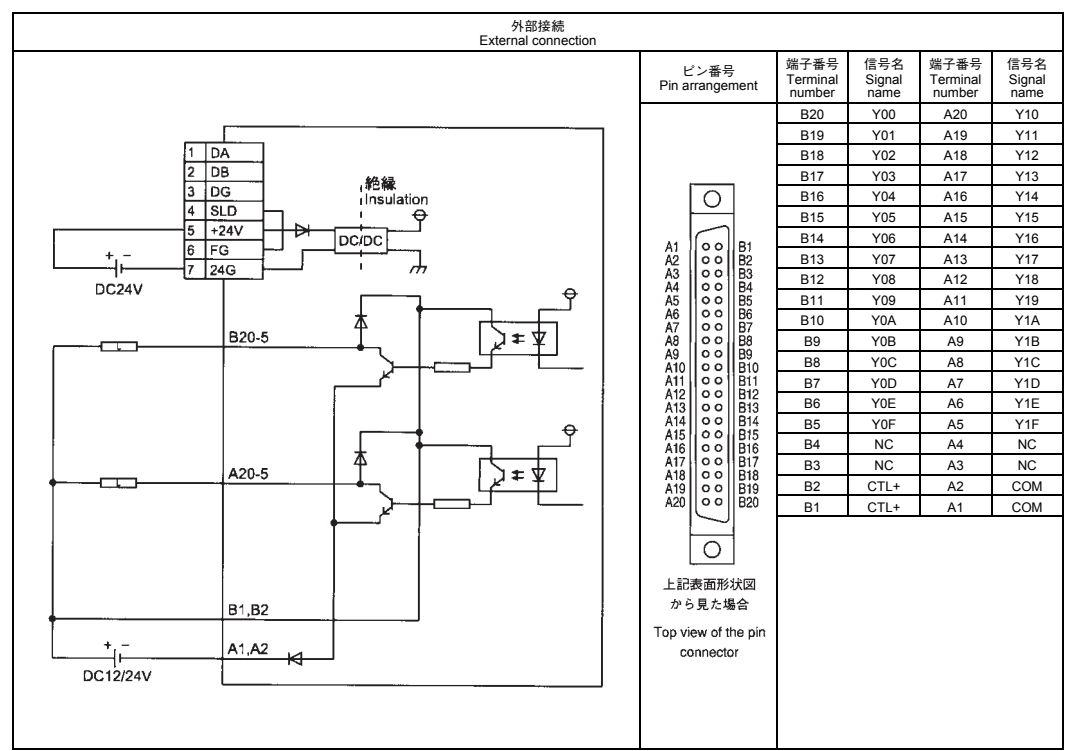 外部接続
External connection
1 DA
2 DB
3 DG
4 SLD
5 +24V
6 FG
7 24G
絶縁
Insulation
DC/DC
+ −
DC24V
B20-5
A20-5
B1,B2
A1,A2
+ −
DC12/24V
ピン番号
Pin arrangement
A1 B1
A2 B2
A3 B3
A4 B4
A5 B5
A6 B6
A7 B7
A8 B8
A9 B9
A10 B10
A11 B11
A12 B12
A13 B13
A14 B14
A15 B15
A16 B16
A17 B17
A18 B18
A19 B19
A20 B20
上記表面形状図
から見た場合
Top view of the pin
connector
端子番号 信号名 端子番号 信号名
Terminal Signal Terminal Signal
number name number name
B20 Y00 A20 Y10
B19 Y01 A19 Y11
B18 Y02 A18 Y12
B17 Y03 A17 Y13
B16 Y04 A16 Y14
B15 Y05 A15 Y15
B14 Y06 A14 Y16
B13 Y07 A13 Y17
B12 Y08 A12 Y18
B11 Y09 A11 Y19
B10 Y0A A10 Y1A
B9 Y0B A9 Y1B
B8 Y0C A8 Y1C
B7 Y0D A7 Y1D
B6 Y0E A6 Y1E
B5 Y0F A5 Y1F
B4 NC A4 NC
B3 NC A3 NC
B2 CTL+ A2 COM
B1 CTL+ A1 COM